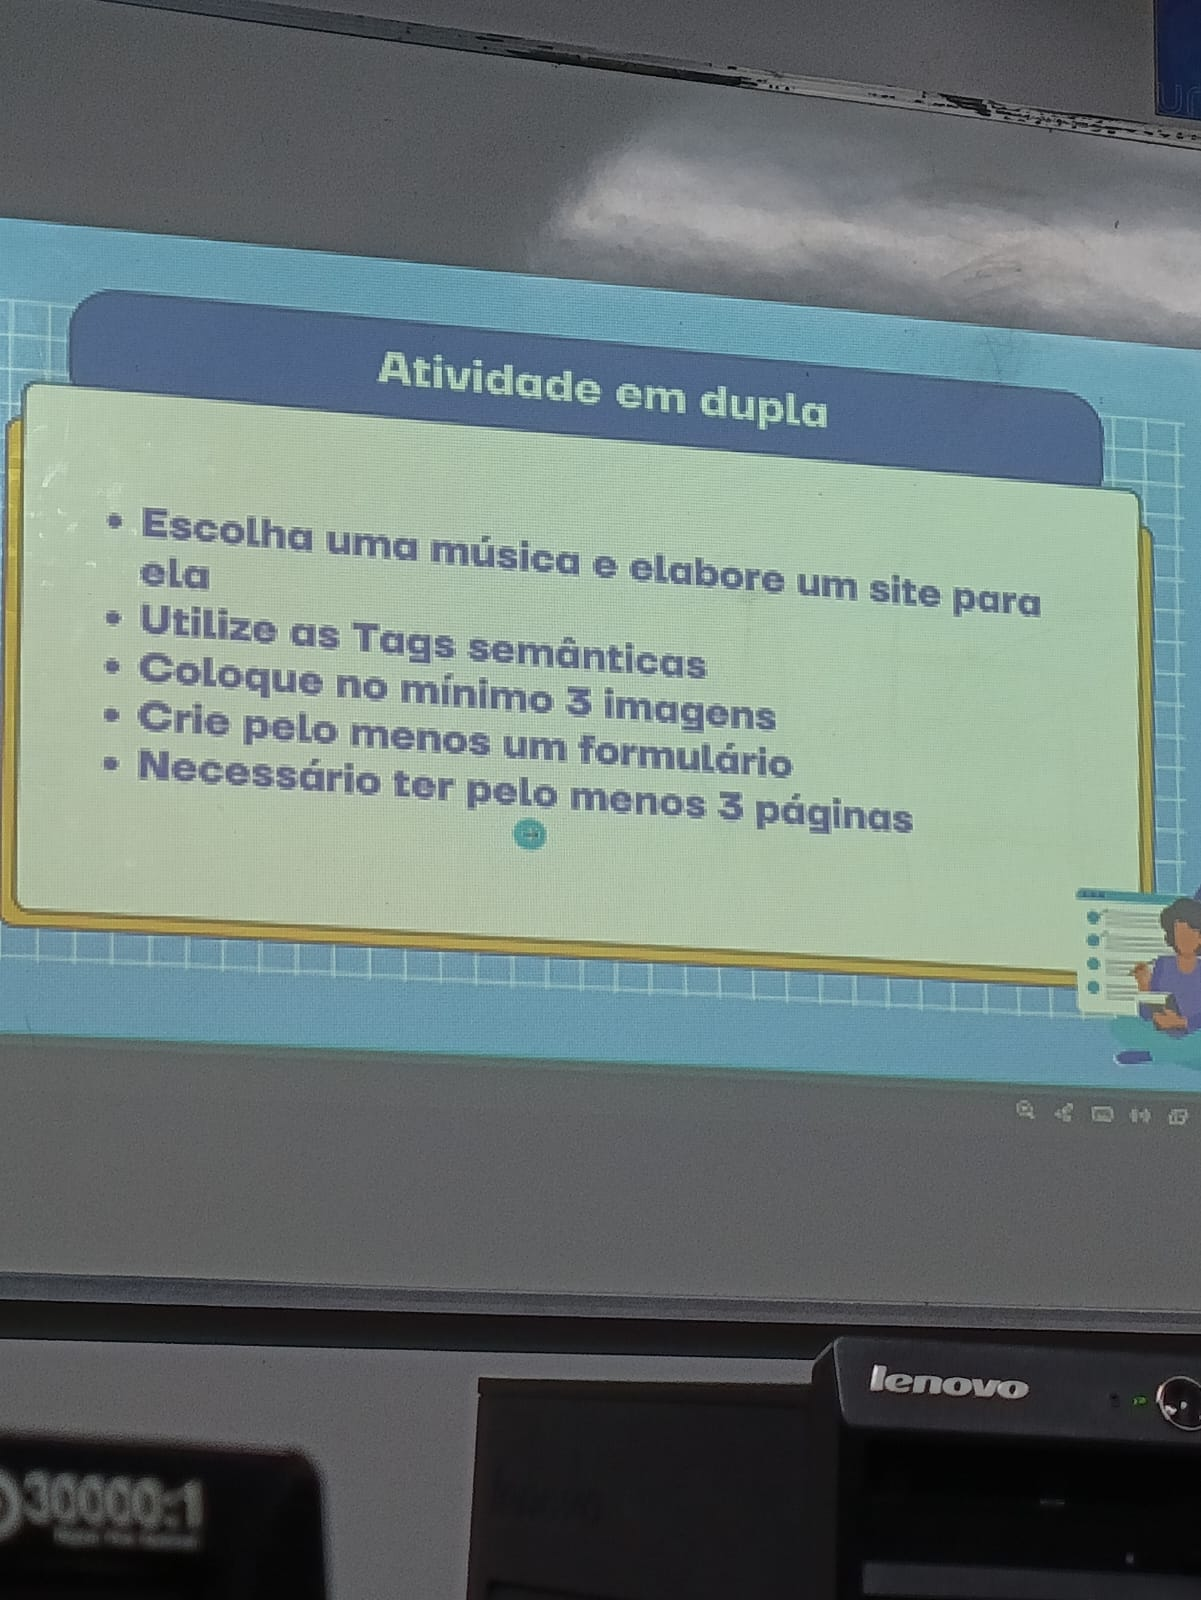 Atividade em dupla
• Escolha uma música e elabore um site para
ela
• Utilize as Tags semânticas
• Coloque no mínimo 3 imagens
• Crie pelo menos um formulário
• Necessário ter pelo menos 3 páginas
lenovo
30000:1